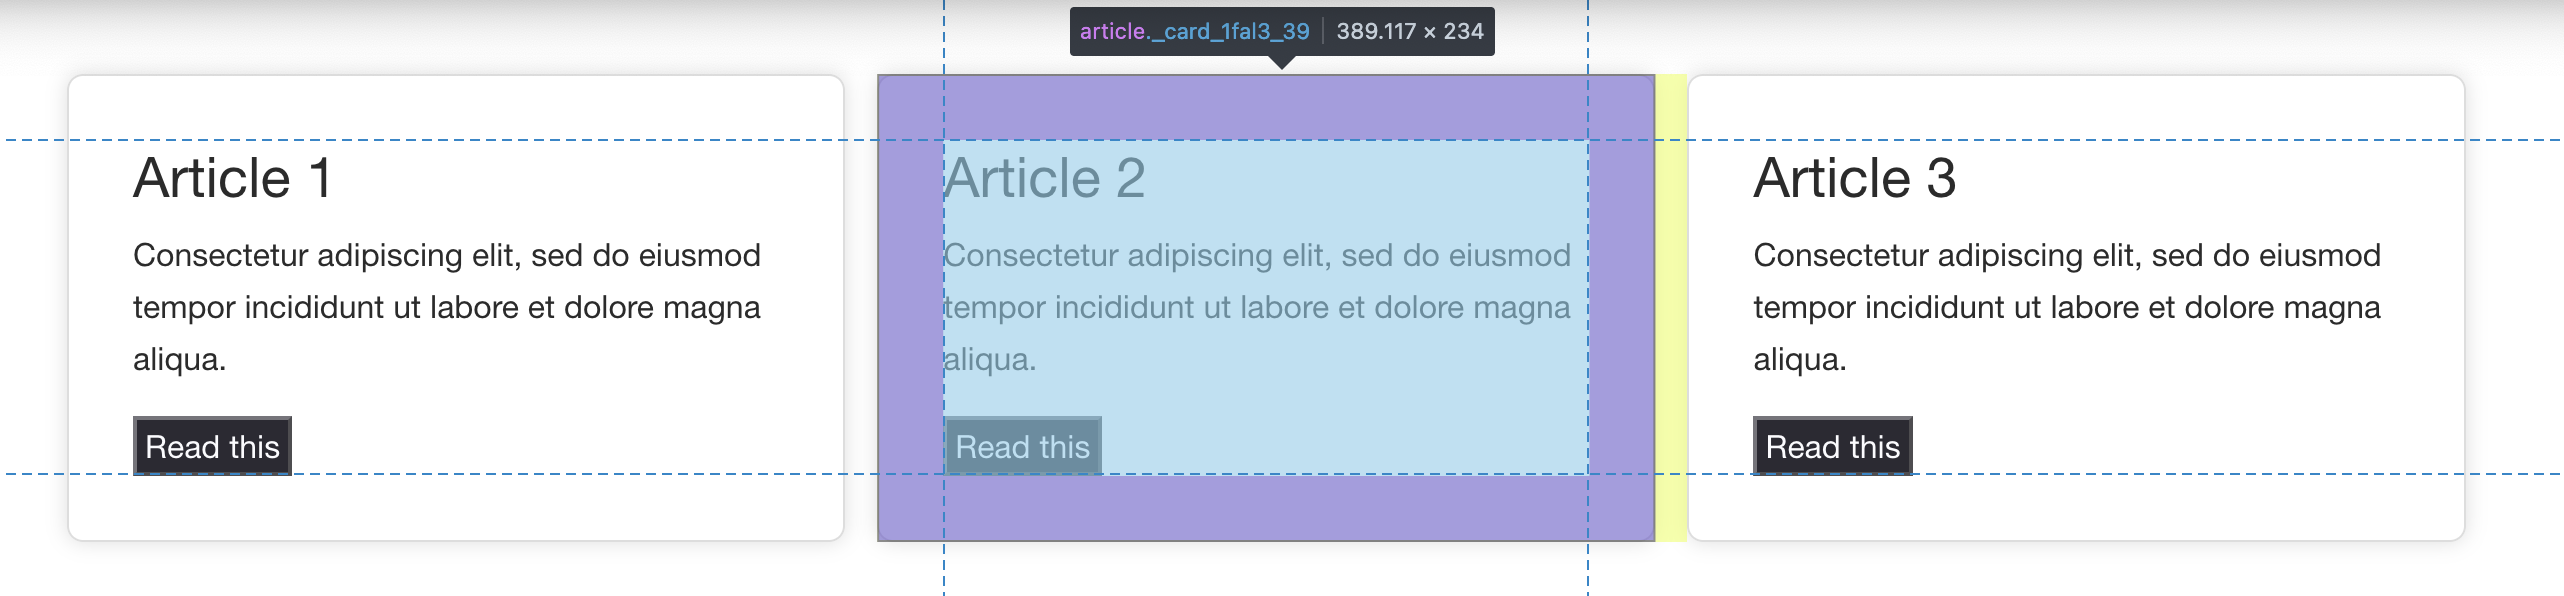 article._card_1fal3_39 389.117 × 234
Article 1
Consectetur adipiscing elit, sed do eiusmod
tempor incididunt ut labore et dolore magna
aliqua.
Read this
Article 2
Consectetur adipiscing elit, sed do eiusmod
tempor incididunt ut labore et dolore magna
aliqua.
Read this
Article 3
Consectetur adipiscing elit, sed do eiusmod
tempor incididunt ut labore et dolore magna
aliqua.
Read this